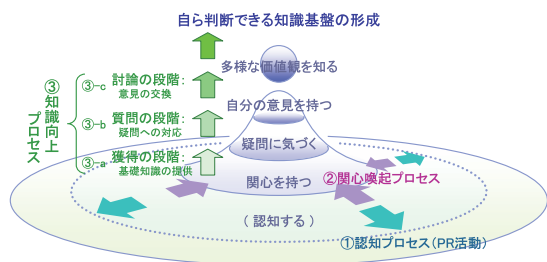 自ら判断できる知識基盤の形成
多様な価値観を知る
③-c 討論の段階:
意見の交換
自分の意見を持つ
③-b 質問の段階:
疑問への対応
疑問に気づく
③-a 獲得の段階:
基礎知識の提供
③知識向上
プロセス
関心を持つ
②関心喚起プロセス
(認知する)
①認知プロセス(PR活動)